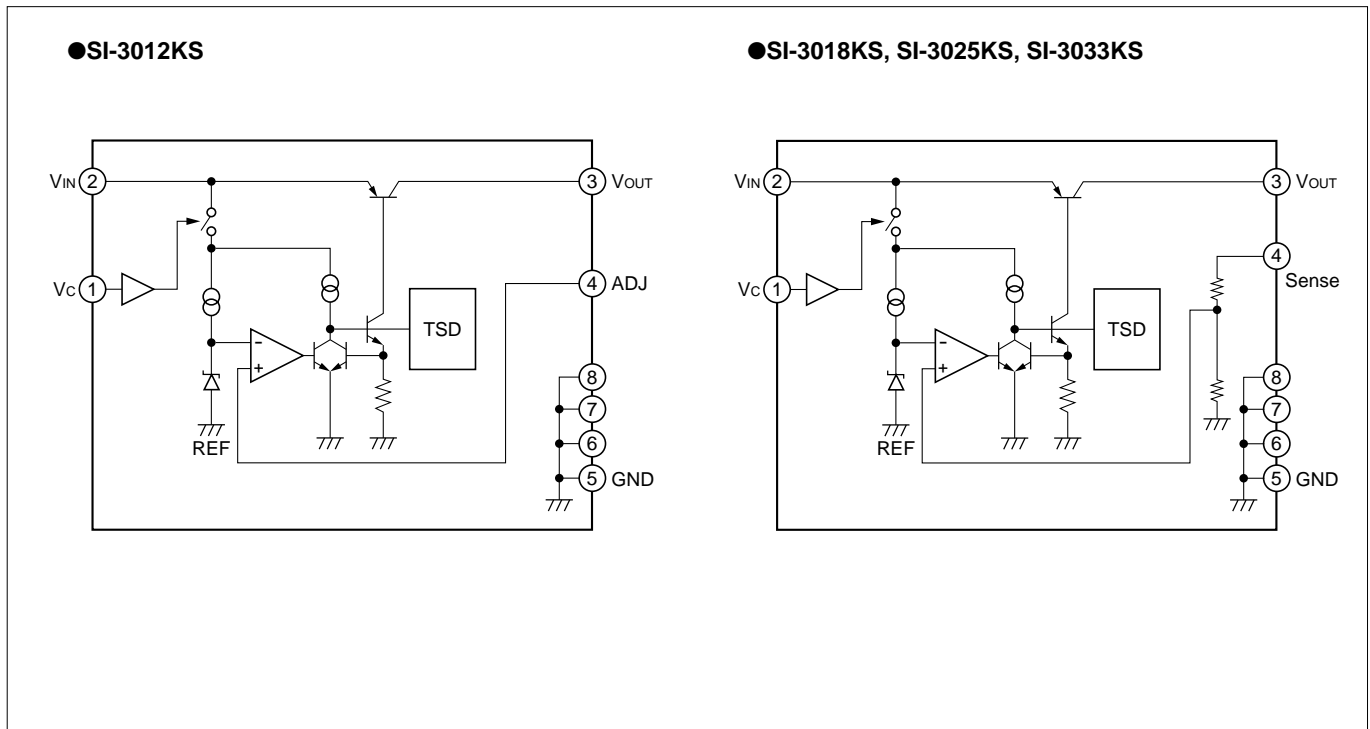 ●SI-3012KS
VIN 2
3 VOUT
VC 1
4 ADJ
TSD
- 
+
8
7
REF
6
5 GND
●SI-3018KS, SI-3025KS, SI-3033KS
VIN 2
3 VOUT
4
Sense
VC 1
TSD
-
+
8
7
REF
6
5 GND